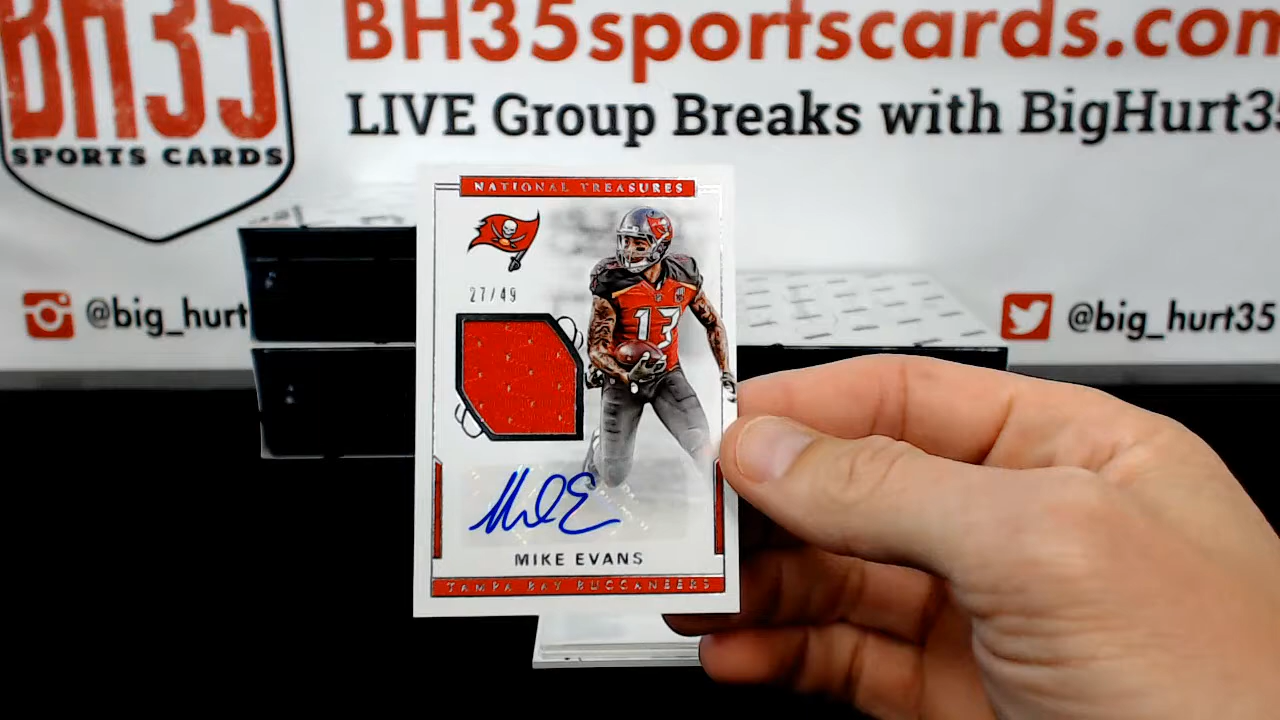 BH35
SPORTS CARDS
BH35sportscards.com
LIVE Group Breaks with BigHurt35
@big_hurt
@big_hurt35
NATIONAL TREASURES
27/49
13
MIKE EVANS
TAMPA BAY BUCCANEERS